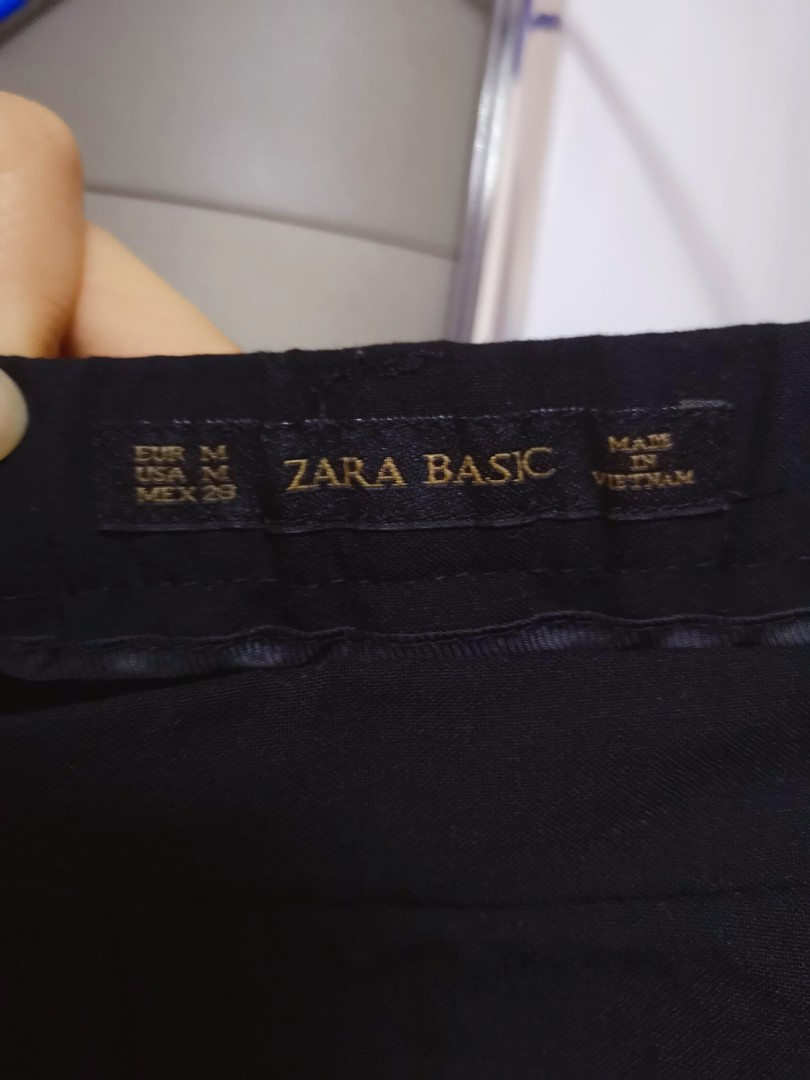 EUR M
USA M
MEX 28
ZARA BASIC
MADE
IN
VIETNAM